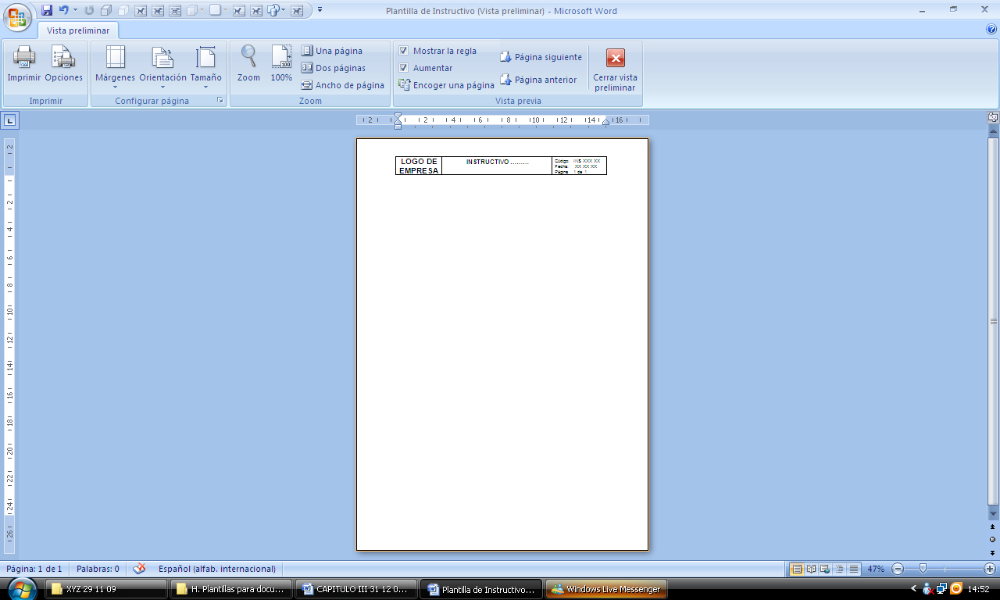 Plantilla de Instructivo (Vista preliminar) - Microsoft Word
Vista preliminar
Imprimir
Opciones
Márgenes
Orientación
Tamaño
Zoom
100
100%
Una página
Dos páginas
Ancho de página
Mostrar la regla
Aumentar
Encoger una página
Página siguiente
Página anterior
Cerrar vista
preliminar
Imprimir
Configurar página
Zoom
Vista previa
2 2 4 6 8 10 12 14 16
2
2
4
6
8
10
12
14
16
18
20
22
24
26
LOGO DE
EMPRESA
INSTRUCTIVO .........
Código: INS XXX XX
Fecha: XX XX XX
Página 1 de 1
Página: 1 de 1
Palabras: 0
Español (alfab. internacional)
47%
XYZ 29 11 09
H. Plantillas para docu...
CAPITULO III 31 12 0...
Plantilla de Instructivo...
Windows Live Messenger
14:52